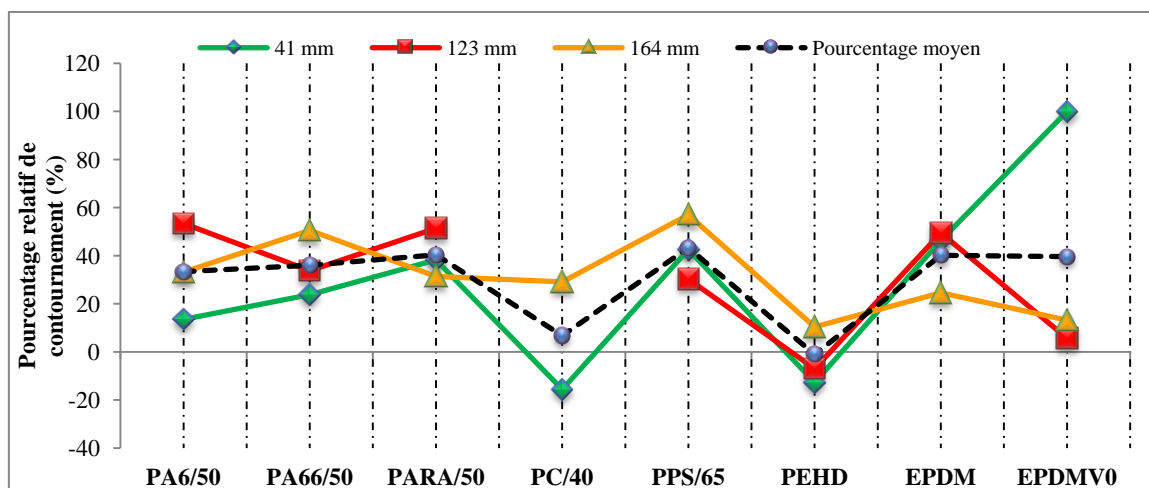 41 mm 123 mm 164 mm Pourcentage moyen
Pourcentage relatif de
contournement (%)
120
100
80
60
40
20
0
-20
-40
PA6/50 PA66/50 PARA/50 PC/40 PPS/65 PEHD EPDM EPDMV0